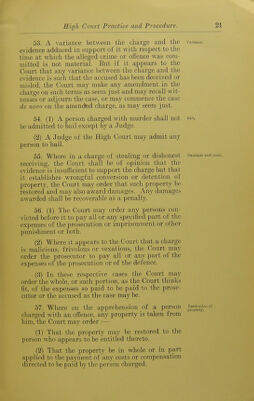 High Court Practice and Procedure. 21
53. A variance between the charge and the
Variance.
evidence adduced in support of it with respect to the
time at which the alleged crime or offence was com-
mitted is not material. But if it appears to the
Court that any variance between the charge and the
evidence is such that the accused has been deceived or
misled, the Court may make any amendment in the
charge on such terms as seem just and may recall wit-
nesses or adjourn the case, or may commence the case
de novo on the amended charge, as may seem just.
54. (1) A person charged with murder shall not
Bail.
be admitted to bail except by a Judge.
(2) A Judge of the High Court may admit any
person to bail.
55. Where in a charge of stealing or dishonest
Damages and costs.
receiving, the Court shall be of opinion that the
evidence is insufficient to support the charge but that
it establishes wrongful conversion or detention of
property, the Court may order that such property be
restored and may also award damages. Any damages
awarded shall be recoverable as a penalty.
56. (1) The Court may order any persons con-
victed before it to pay all or any specified part of the
expenses of the prosecution or imprisonment or other
punishment or both.
(2) Where it appears to the Court that a charge
is malicious, frivolous or vexatious, the Court may
order the prosecutor to pay all or any part of the
expenses of the prosecution or of the defence.
(3) In these respective cases the Court may
order the whole, or such portion, as the Court thinks
fit, of the expenses so paid to be paid to the prose-
cutor or the accused as the case may be.
57. Where on the apprehension of a person
Restitution of
property.
charged with an offence, any property is taken from
him, the Court may order :—
(1) That the property may be restored to the
person who appears to be entitled thereto.
(2) That the property be in whole or in part
applied to the payment of any costs or compensation
directed to be paid by the person charged.